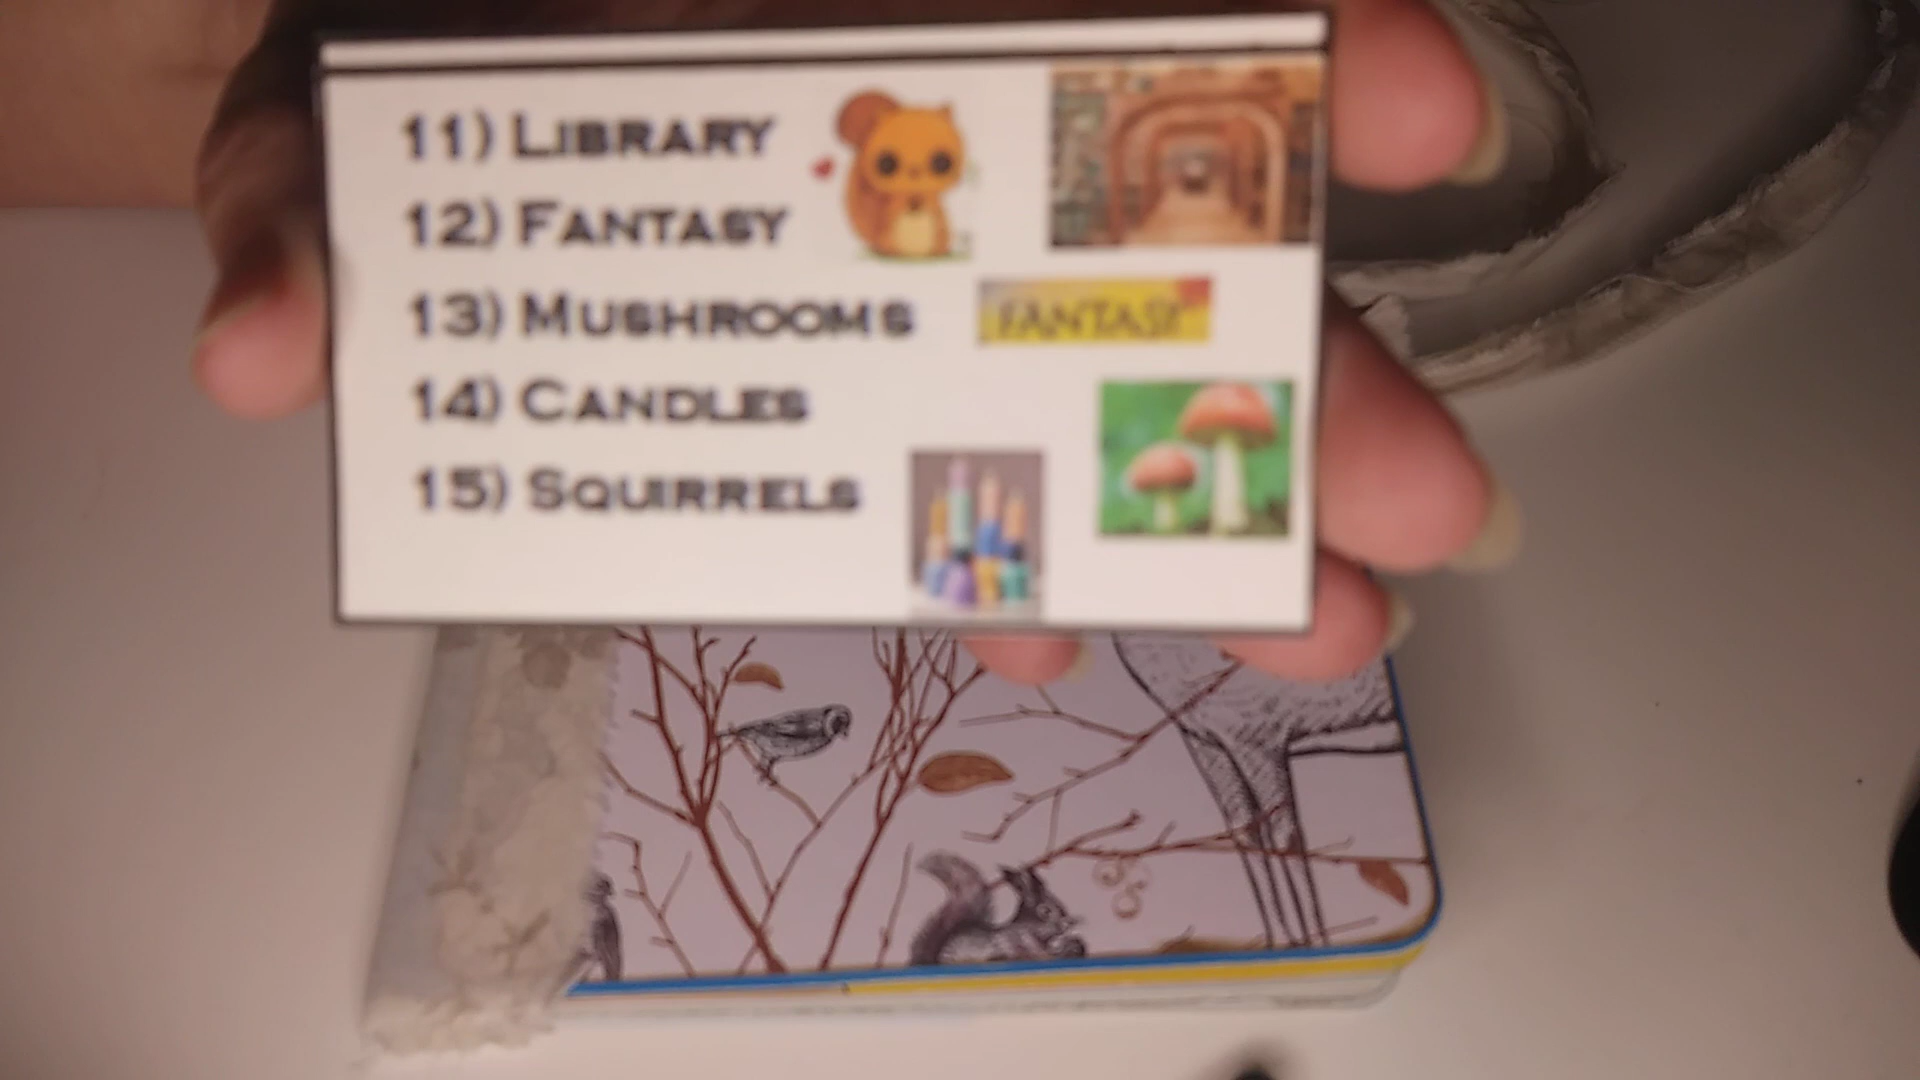 11) LIBRARY
12) FANTASY
13) MUSHROOMS
FANTASY
14) CANDLES
15) SQUIRRELS